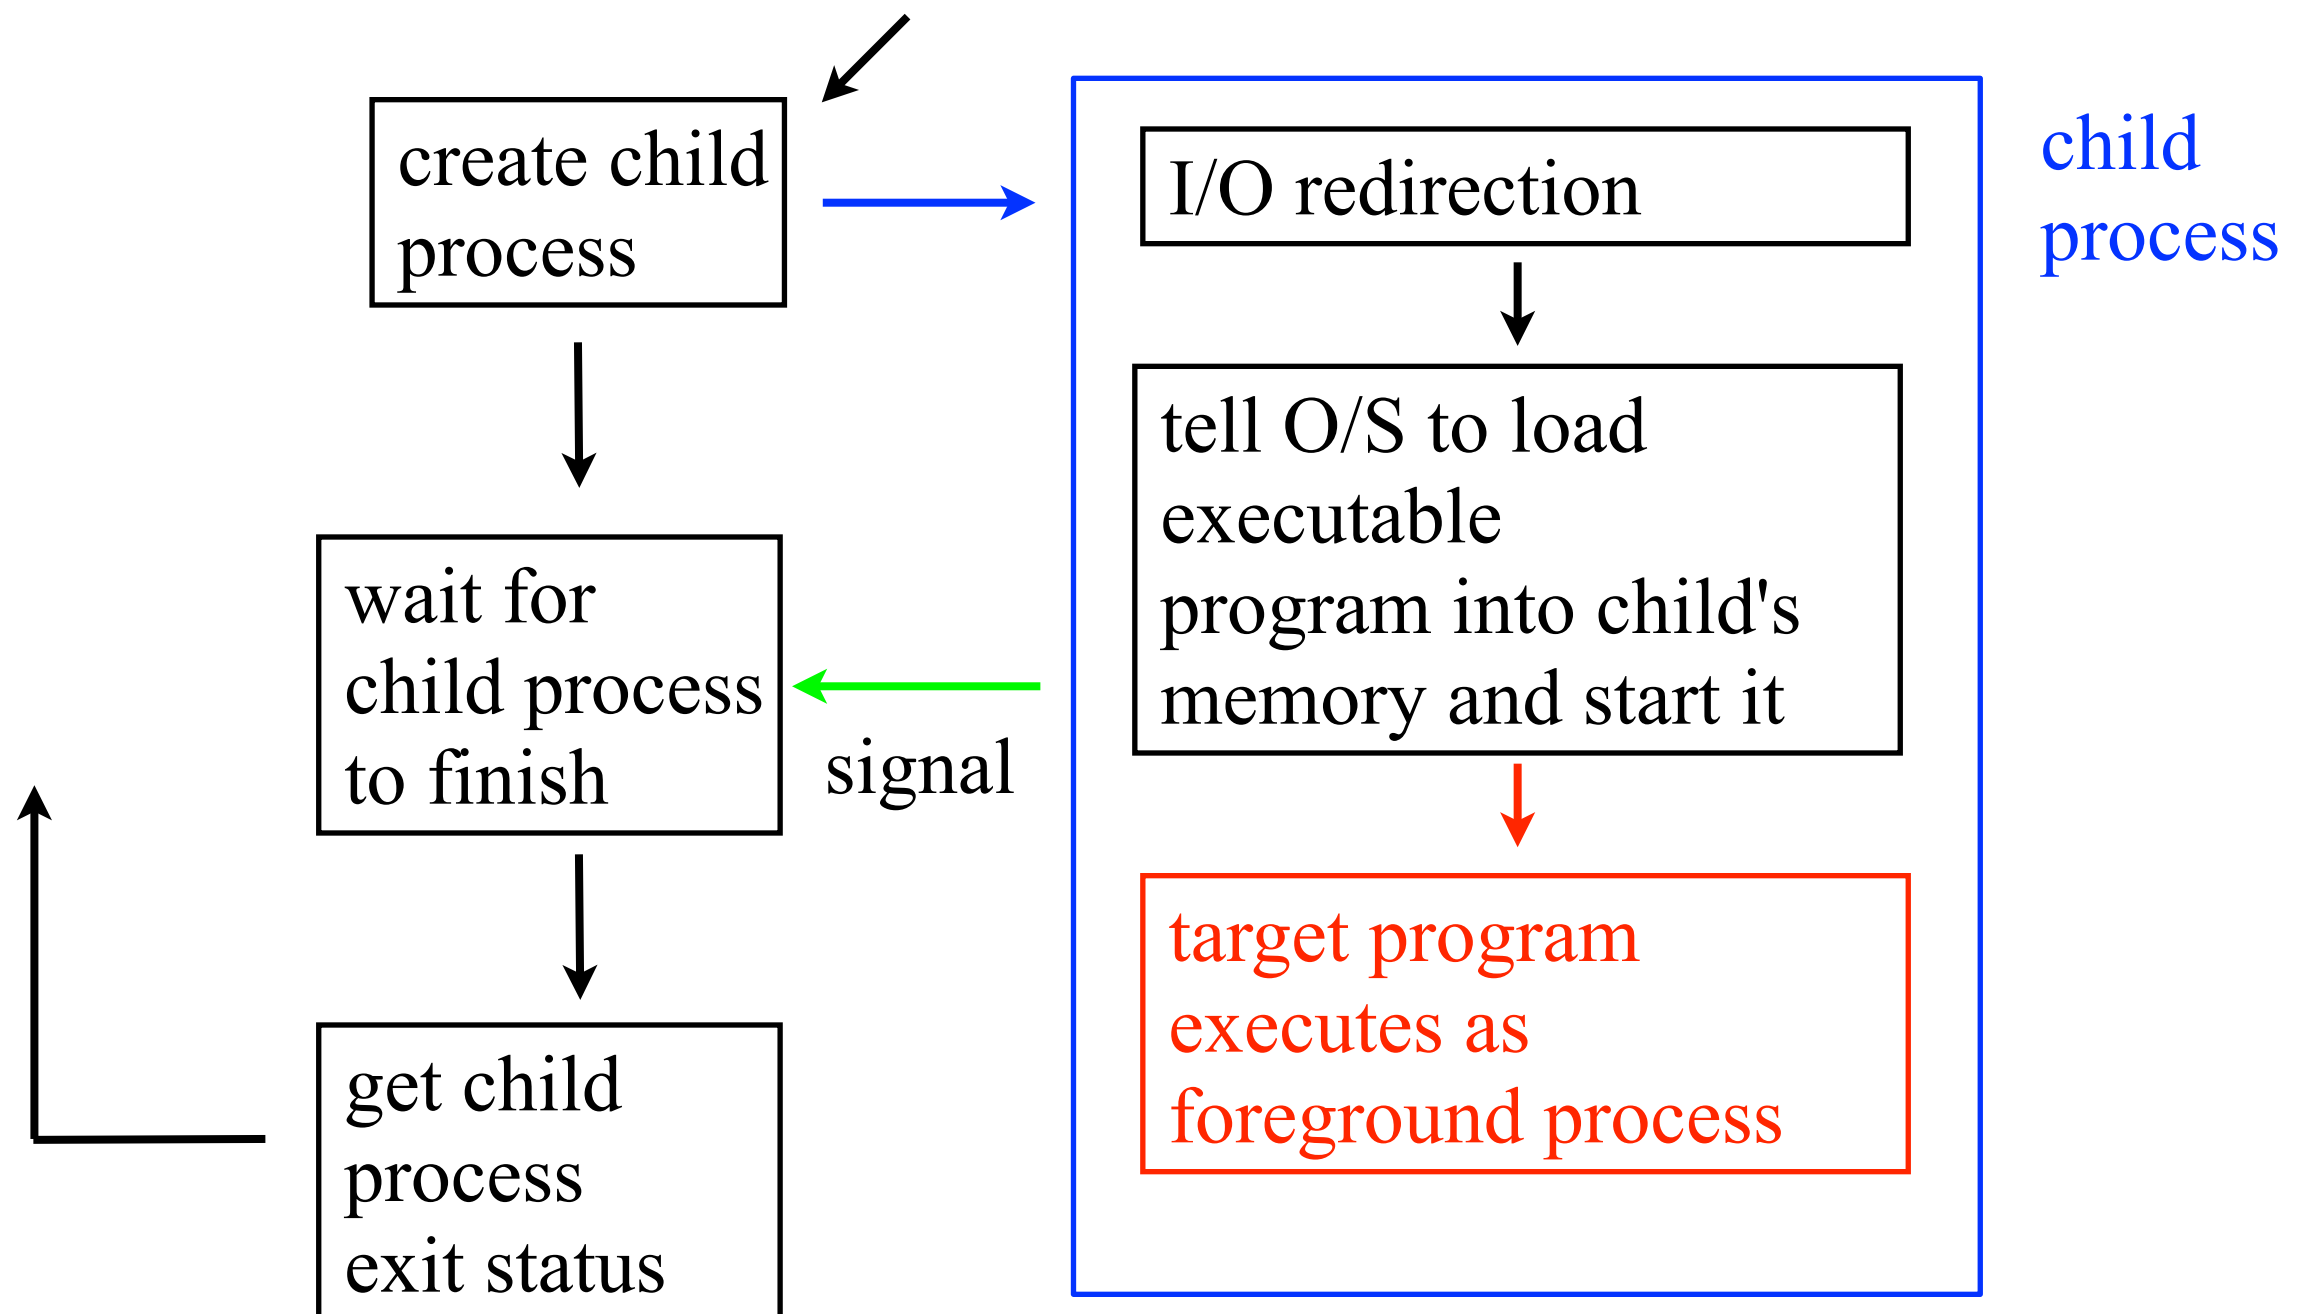 create child
process
I/O redirection
child
process
tell O/S to load
executable
program into child's
memory and start it
wait for
child process
to finish
signal
target program
executes as
foreground process
get child
process
exit status